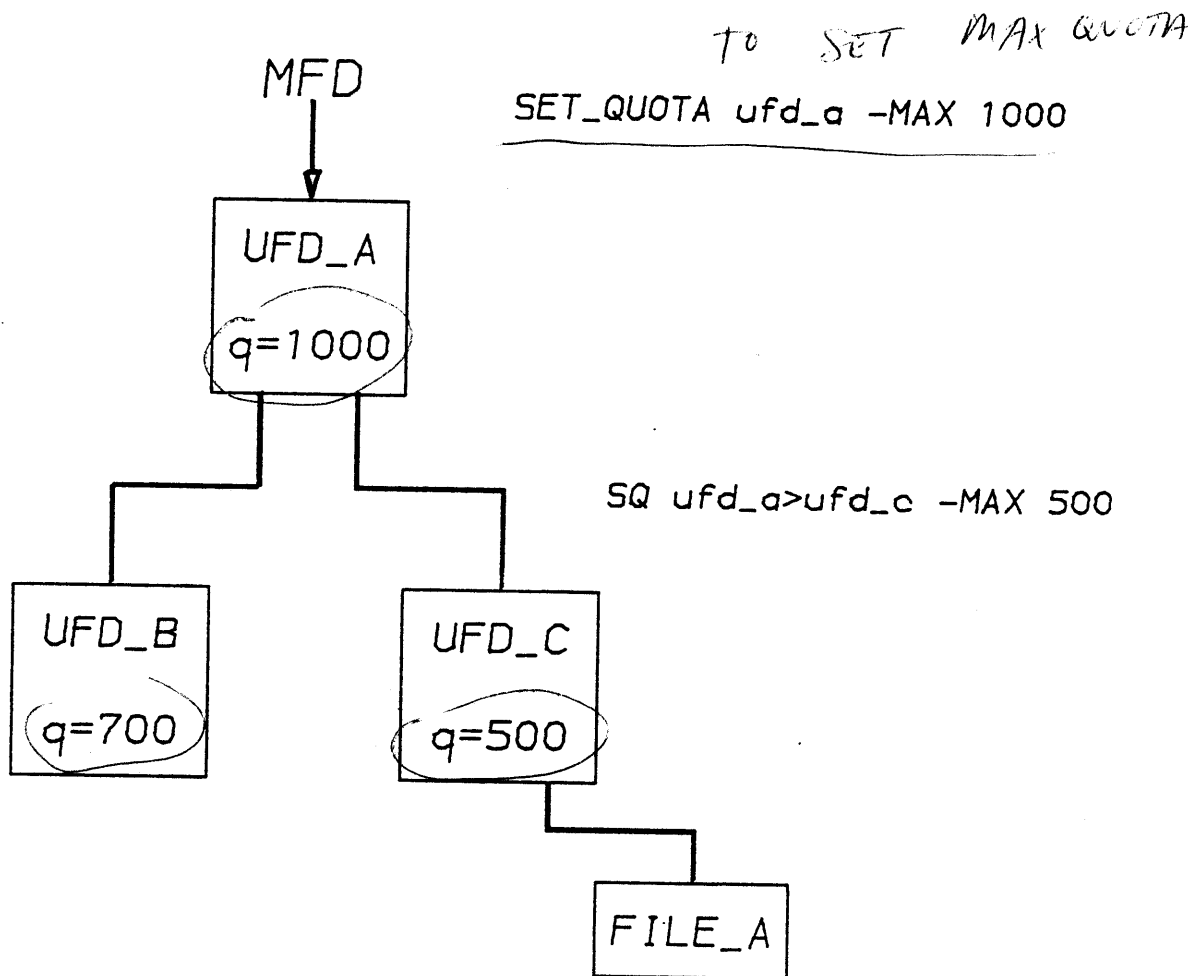 TO SET MAX QUOTA
MFD
SET_QUOTA ufd_a -MAX 1000
UFD_A
q=1000
SQ ufd_a>ufd_c -MAX 500
UFD_B
q=700
UFD_C
q=500
FILE_A